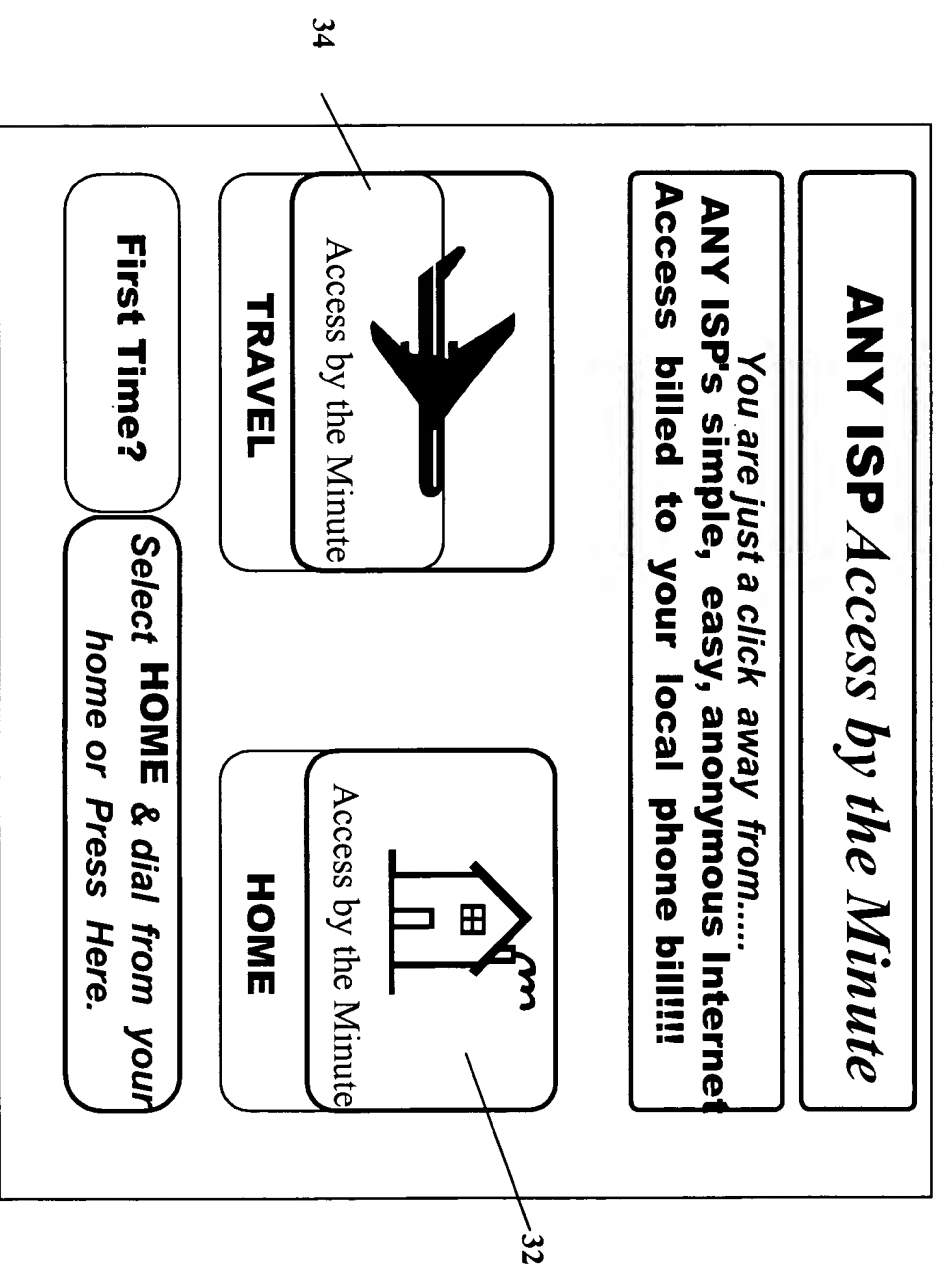 ANY ISP Access by the Minute
You are just a click away from.....
ANY ISP's simple, easy, anonymous Internet
Access billed to your local phone bill!!!!!
34
Access by the Minute
TRAVEL
Access by the Minute
HOME
32
First Time?
Select HOME & dial from your
home or Press Here.